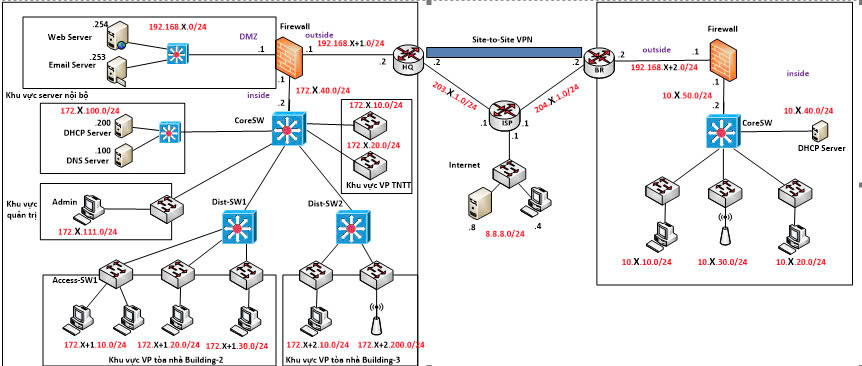 .254
Web Server
192.168.X.0/24
.253
Email Server
DMZ
.1
Firewall
outside
192.168.X+1.0/24
.1
.2
HQ
.1
Khu vực server nội bộ
inside
172.X.40.0/24
.2
CoreSW
172.X.100.0/24
.200
DHCP Server
.100
DNS Server
172.X.10.0/24
172.X.20.0/24
Khu vực VP TNTT
Khu vực
quản trị
Admin
172.X.111.0/24
Dist-SW1
Dist-SW2
Access-SW1
172.X+1.10.0/24
172.X+1.20.0/24
172.X+1.30.0/24
Khu vực VP tòa nhà Building-2
172.X+2.10.0/24
172.X+2.200.0/24
Khu vực VP tòa nhà Building-3
Site-to-Site VPN
.2
.2
203.X.1.0/24
204.X.1.0/24
.1
.1
ISP
.1
Internet
.8
.4
8.8.8.0/24
BR
.2
outside
.1
192.168.X+2.0/24
Firewall
.1
inside
10.X.50.0/24
.2
CoreSW
10.X.40.0/24
DHCP Server
10.X.10.0/24
10.X.30.0/24
10.X.20.0/24